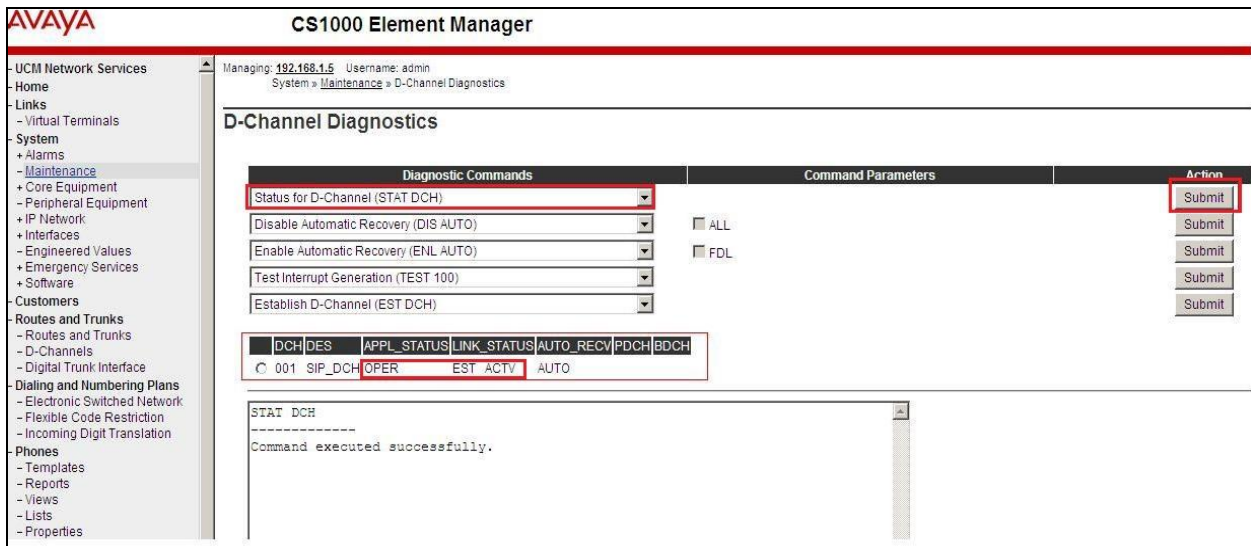 AVAYA
CS1000 Element Manager
- UCM Network Services
- Home
- Links
- Virtual Terminals
- System
+ Alarms
- Maintenance
+ Core Equipment
- Peripheral Equipment
+ IP Network
+ Interfaces
- Engineered Values
+ Emergency Services
+ Software
- Customers
- Routes and Trunks
- Routes and Trunks
- D-Channels
- Digital Trunk Interface
- Dialing and Numbering Plans
- Electronic Switched Network
- Flexible Code Restriction
- Incoming Digit Translation
- Phones
- Templates
- Reports
- Views
- Lists
- Properties
Managing: 192.168.1.5 Username: admin
System » Maintenance » D-Channel Diagnostics
D-Channel Diagnostics
Diagnostic Commands Command Parameters Action
Status for D-Channel (STAT DCH) Submit
Disable Automatic Recovery (DIS AUTO) ALL Submit
Enable Automatic Recovery (ENL AUTO) FDL Submit
Test Interrupt Generation (TEST 100) Submit
Establish D-Channel (EST DCH) Submit
DCH DES APPL_STATUS LINK_STATUS AUTO_RECV PDCH BDCH
001 SIP_DCH OPER EST ACTV AUTO
STAT DCH
-------------
Command executed successfully.